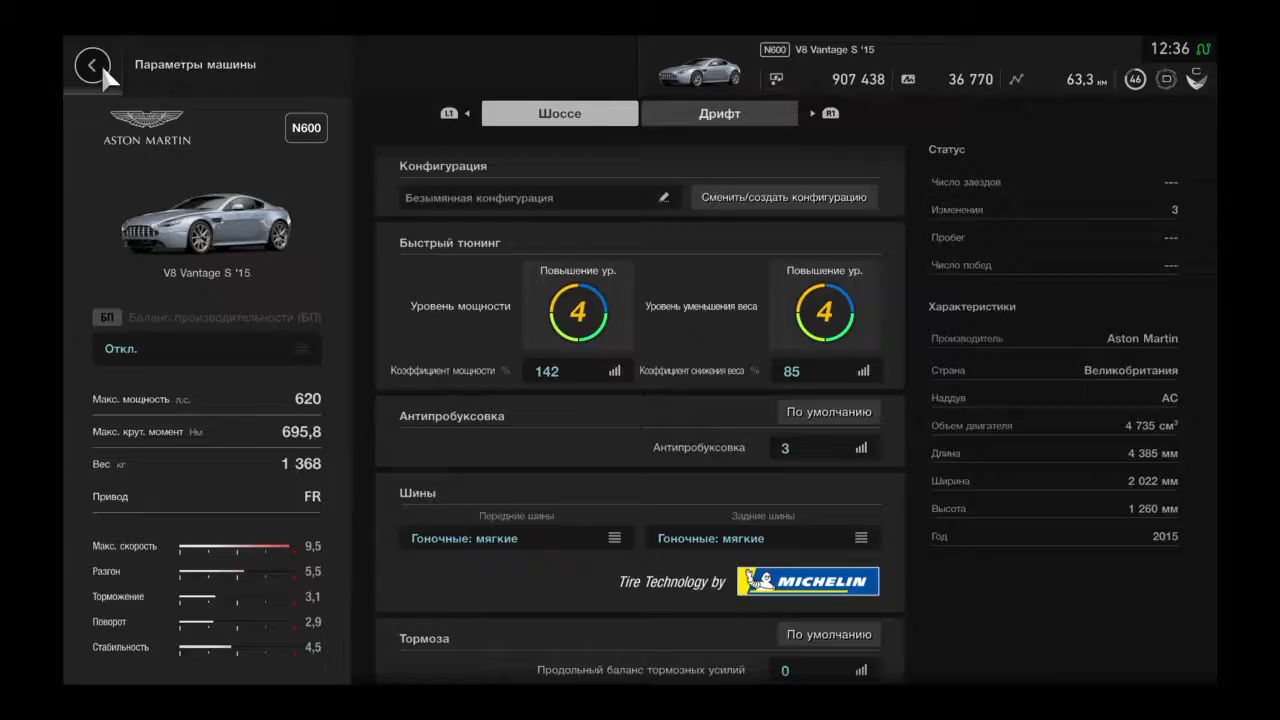 Параметры машины
N600 V8 Vantage S '15
12:36
907 438
36 770
63,3 км
46
C
L1
Шоссе
Дрифт
R1
ASTON MARTIN
N600
V8 Vantage S '15
БП Баланс производительности (БП)
Откл.
Макс. мощность л.с. 620
Макс. крут. момент Нм 695,8
Вес кг 1 368
Привод FR
Макс. скорость 9,5
Разгон 5,5
Торможение 3,1
Поворот 2,9
Стабильность 4,5
Конфигурация
Безымянная конфигурация
Сменить/создать конфигурацию
Быстрый тюнинг
Повышение ур.
Повышение ур.
Уровень мощности 4
Уровень уменьшения веса 4
Коэффициент мощности % 142
Коэффициент снижения веса % 85
Антипробуксовка
По умолчанию
Антипробуксовка 3
Шины
Передние шины
Задние шины
Гоночные: мягкие
Гоночные: мягкие
Tire Technology by MICHELIN
Тормоза
По умолчанию
Продольный баланс тормозных усилий 0
Статус
Число заездов ---
Изменения 3
Пробег ---
Число побед ---
Характеристики
Производитель Aston Martin
Страна Великобритания
Наддув АС
Объем двигателя 4 735 см³
Длина 4 385 мм
Ширина 2 022 мм
Высота 1 260 мм
Год 2015